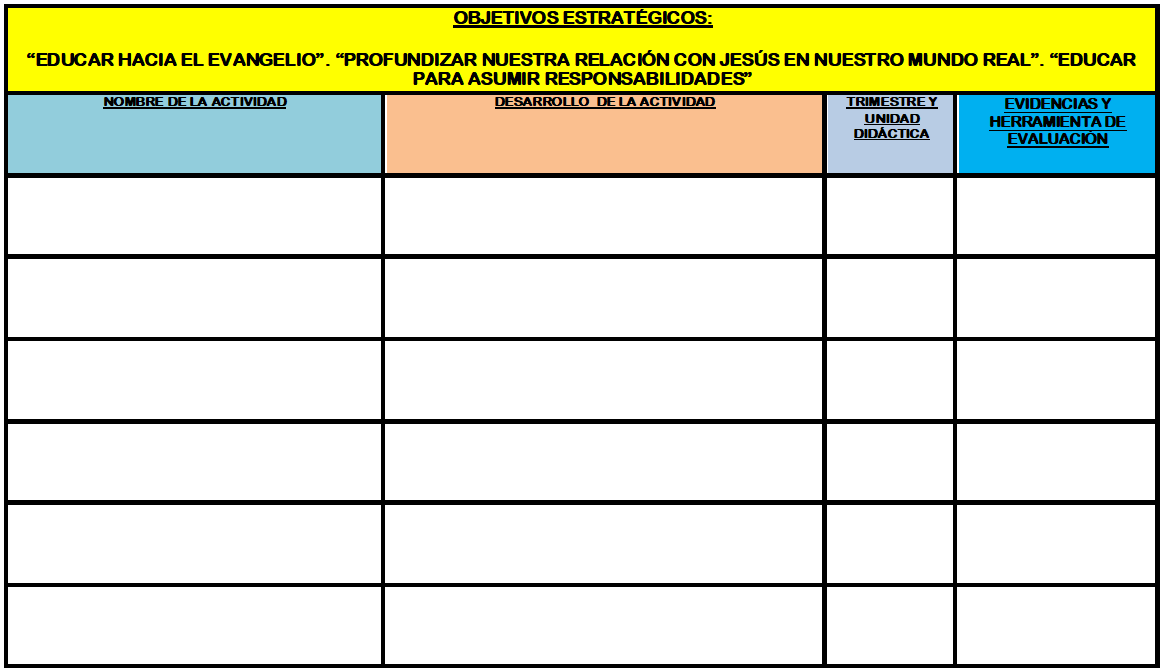 OBJETIVOS ESTRATÉGICOS:
“EDUCAR HACIA EL EVANGELIO”. “PROFUNDIZAR NUESTRA RELACIÓN CON JESÚS EN NUESTRO MUNDO REAL”. “EDUCAR
PARA ASUMIR RESPONSABILIDADES”
NOMBRE DE LA ACTIVIDAD
DESARROLLO DE LA ACTIVIDAD
TRIMESTRE Y
UNIDAD
DIDÁCTICA
EVIDENCIAS Y
HERRAMIENTA DE
EVALUACIÓN